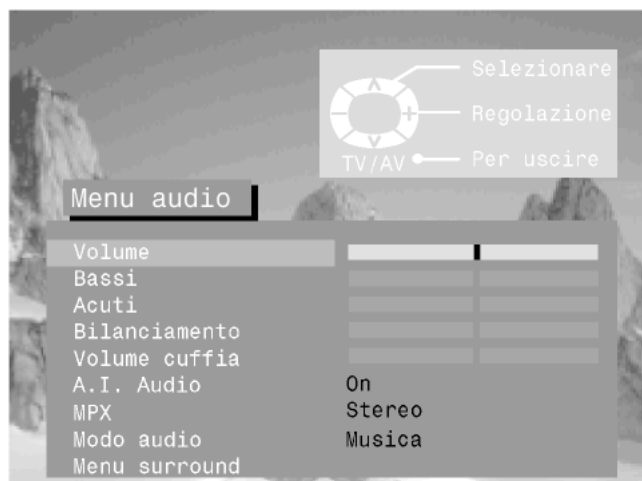 Selezionare
Regolazione
TV/AV Per uscire
Menu audio
Volume
Bassi
Acuti
Bilanciamento
Volume cuffia
A.I. Audio On
MPX Stereo
Modo audio Musica
Menu surround